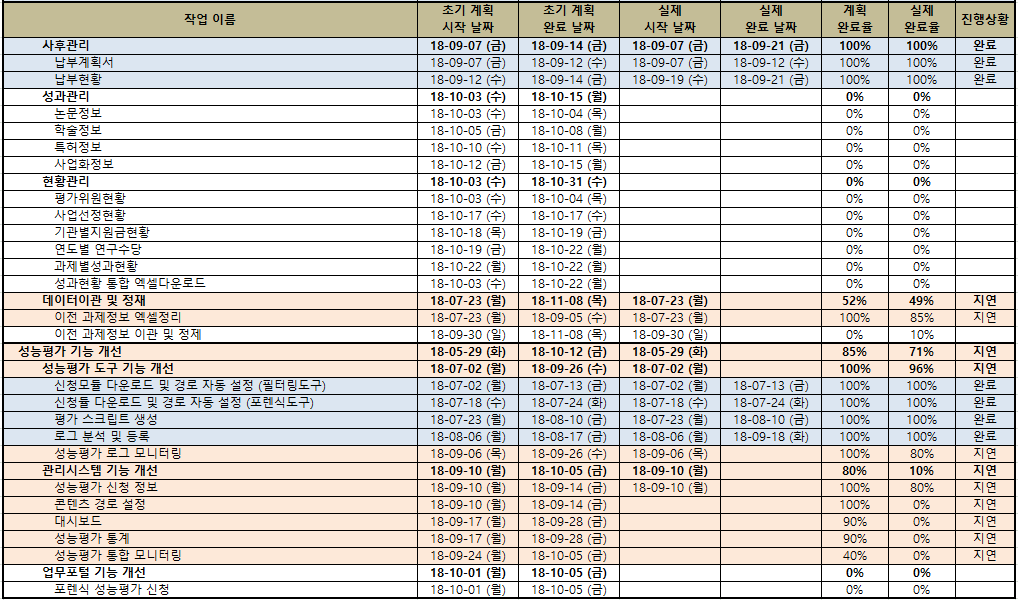 작업 이름 초기 계획 시작 날짜 초기 계획 완료 날짜 실제 시작 날짜 실제 완료 날짜 계획 완료율 실제 완료율 진행상황
사후관리 18-09-07 (금) 18-09-14 (금) 18-09-07 (금) 18-09-21 (금) 100% 100% 완료
납부계획서 18-09-07 (금) 18-09-12 (수) 18-09-07 (금) 18-09-12 (수) 100% 100% 완료
납부현황 18-09-12 (수) 18-09-14 (금) 18-09-19 (수) 18-09-21 (금) 100% 100% 완료
성과관리 18-10-03 (수) 18-10-15 (월) 0% 0%
논문정보 18-10-03 (수) 18-10-04 (목) 0% 0%
학술정보 18-10-05 (금) 18-10-08 (월) 0% 0%
특허정보 18-10-10 (수) 18-10-11 (목) 0% 0%
사업화정보 18-10-12 (금) 18-10-15 (월) 0% 0%
현황관리 18-10-03 (수) 18-10-31 (수) 0% 0%
평가위원현황 18-10-03 (수) 18-10-04 (목) 0% 0%
사업선정현황 18-10-17 (수) 18-10-17 (수) 0% 0%
기관별지원금현황 18-10-18 (목) 18-10-19 (금) 0% 0%
연도별 연구수당 18-10-19 (금) 18-10-22 (월) 0% 0%
과제별성과현황 18-10-22 (월) 18-10-22 (월) 0% 0%
성과현황 통합 엑셀다운로드 18-10-03 (수) 18-10-22 (월) 0% 0%
데이터이관 및 정재 18-07-23 (월) 18-11-08 (목) 18-07-23 (월) 52% 49% 지연
이전 과제정보 엑셀정리 18-07-23 (월) 18-09-05 (수) 18-07-23 (월) 100% 85% 지연
이전 과제정보 이관 및 정제 18-09-30 (일) 18-11-08 (목) 18-09-30 (일) 0% 10%
성능평가 기능 개선 18-05-29 (화) 18-10-12 (금) 18-05-29 (화) 85% 71% 지연
성능평가 도구 기능 개선 18-07-02 (월) 18-09-26 (수) 18-07-02 (월) 100% 96% 지연
신청모듈 다운로드 및 경로 자동 설정 (필터링도구) 18-07-02 (월) 18-07-13 (금) 18-07-02 (월) 18-07-13 (금) 100% 100% 완료
신청듈 다운로드 및 경로 자동 설정 (포렌식도구) 18-07-18 (수) 18-07-24 (화) 18-07-18 (수) 18-07-24 (화) 100% 100% 완료
평가 스크립트 생성 18-07-23 (월) 18-08-10 (금) 18-07-23 (월) 18-08-10 (금) 100% 100% 완료
로그 분석 및 등록 18-08-06 (월) 18-08-17 (금) 18-08-06 (월) 18-09-18 (화) 100% 100% 완료
성능평가 로그 모니터링 18-09-06 (목) 18-09-26 (수) 18-09-06 (목) 100% 80% 지연
관리시스템 기능 개선 18-09-10 (월) 18-10-05 (금) 18-09-10 (월) 80% 10% 지연
성능평가 신청 정보 18-09-10 (월) 18-09-14 (금) 18-09-10 (월) 100% 80% 지연
콘텐츠 경로 설정 18-09-10 (월) 18-09-14 (금) 100% 0% 지연
대시보드 18-09-17 (월) 18-09-28 (금) 90% 0% 지연
성능평가 통계 18-09-17 (월) 18-09-28 (금) 90% 0% 지연
성능평가 통합 모니터링 18-09-24 (월) 18-10-05 (금) 40% 0% 지연
업무포털 기능 개선 18-10-01 (월) 18-10-05 (금) 0% 0%
포렌식 성능평가 신청 18-10-01 (월) 18-10-05 (금) 0% 0%